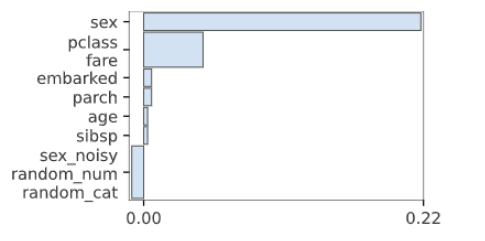 sex
pclass
fare
embarked
parch
age
sibsp
sex_noisy
random_num
random_cat
0.00 0.22